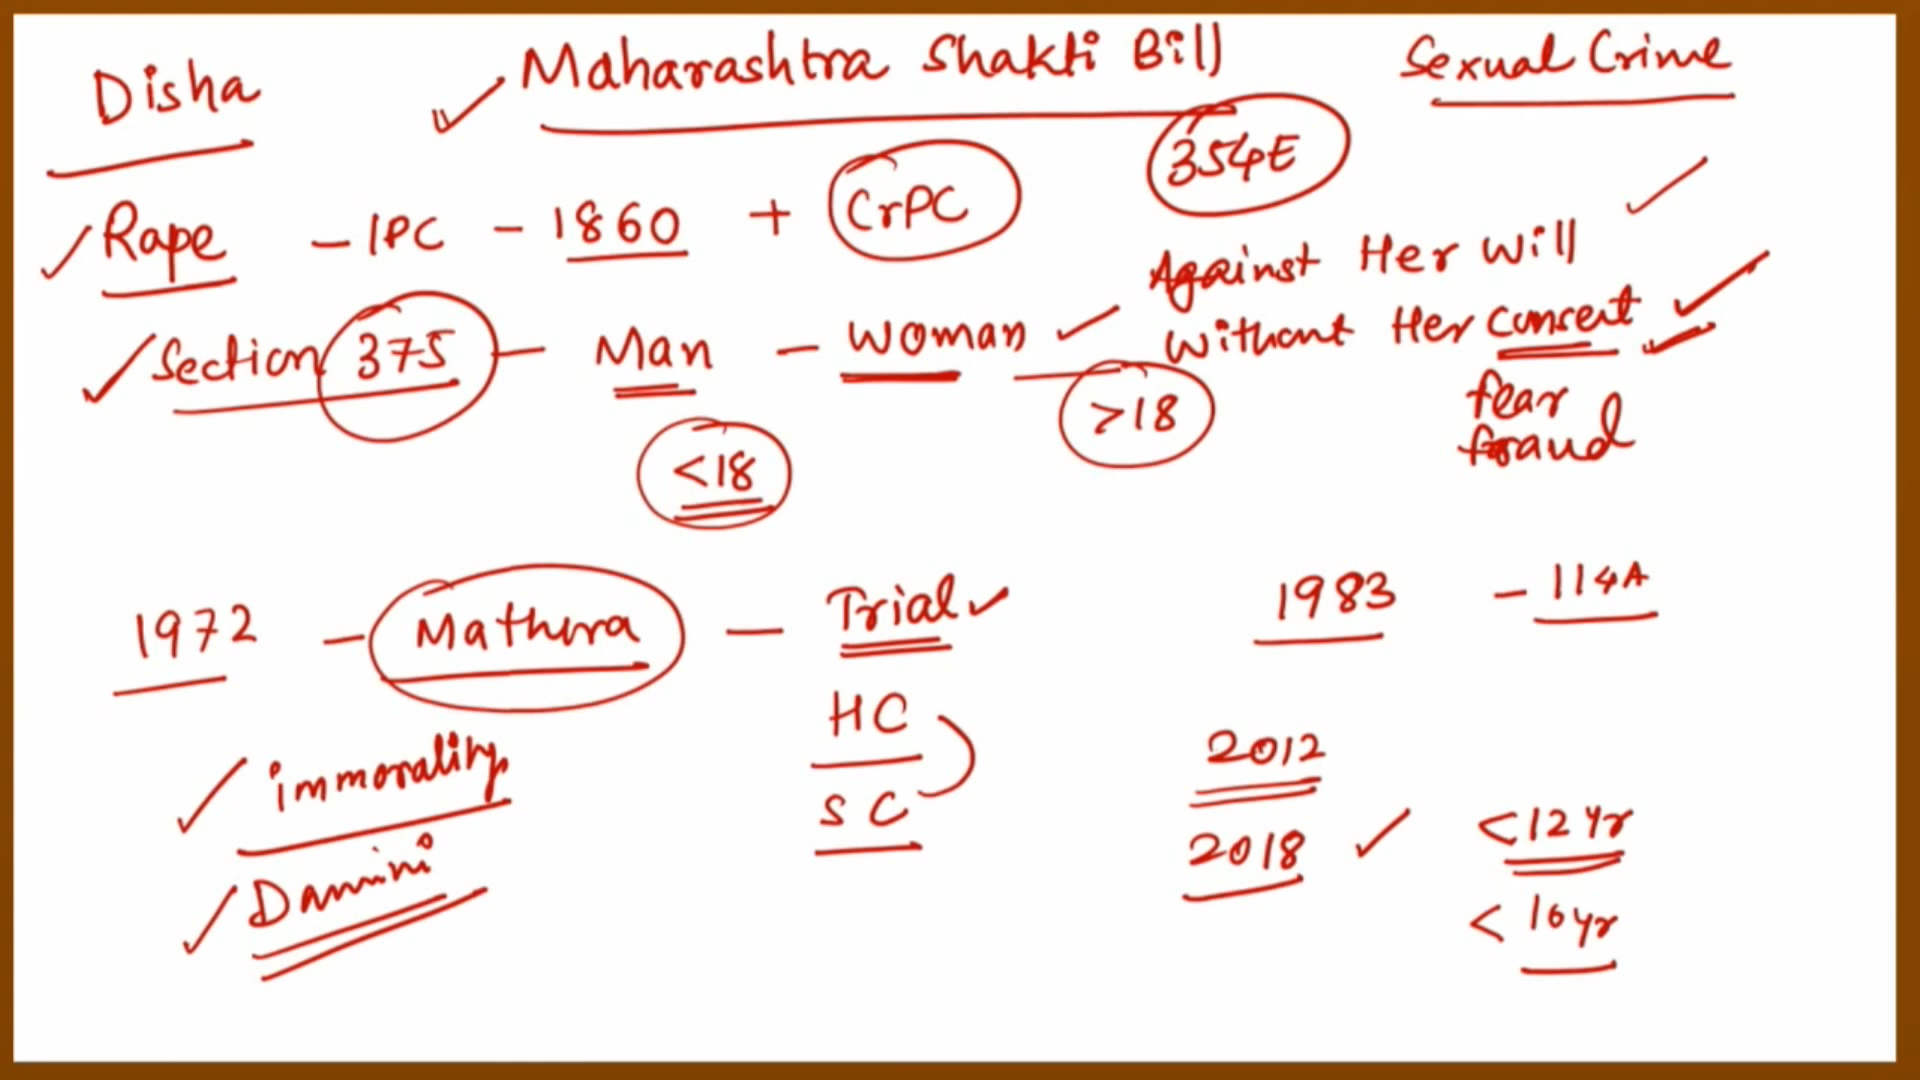 Disha
Maharashtra Shakti Bill
Sexual Crime
354E
Rape - IPC - 1860 + CrPC
Against Her will
Section 375 - Man - Woman
without Her consent
>18
fear
<18
fraud
1972 - Mathura - Trial
1983 - 114A
HC
immorality
2012
SC
<12 yr
2018
Damini
< 16 yr